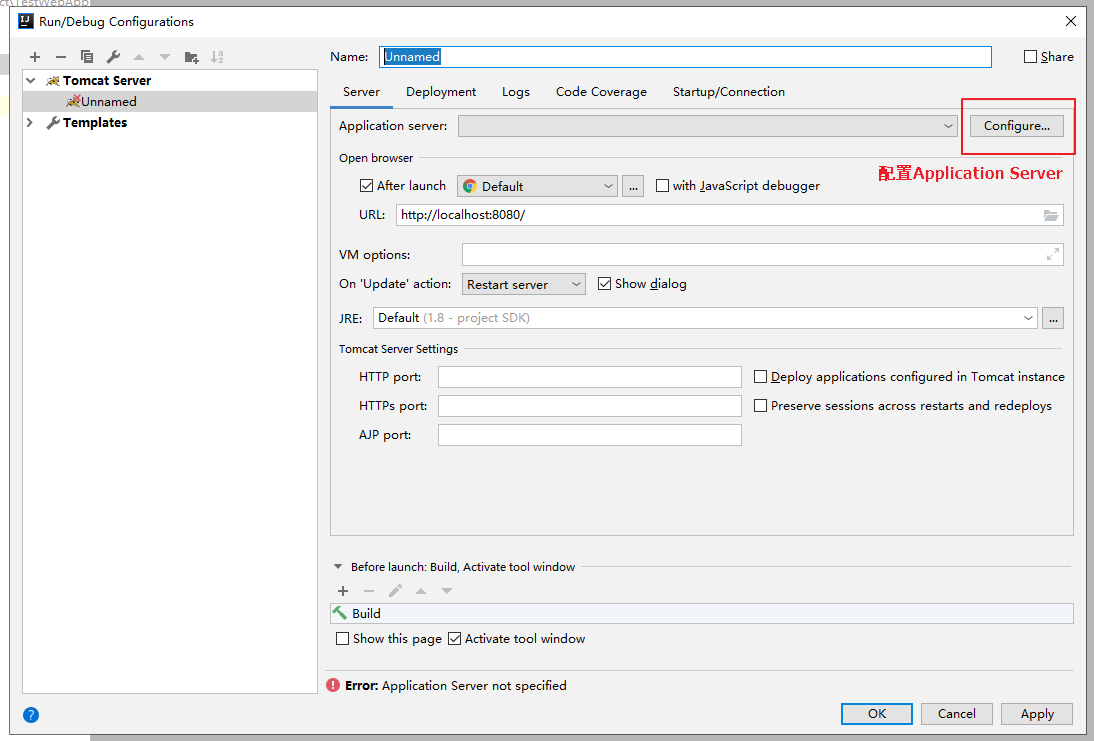 ct\TestWebApp
Run/Debug Configurations
Name: Unnamed
Share
Tomcat Server
Unnamed
Templates
Server Deployment Logs Code Coverage Startup/Connection
Application server: Configure...
配置Application Server
Open browser
After launch Default ... with JavaScript debugger
URL: http://localhost:8080/
VM options:
On 'Update' action: Restart server Show dialog
JRE: Default (1.8 - project SDK) ...
Tomcat Server Settings
HTTP port: Deploy applications configured in Tomcat instance
HTTPs port: Preserve sessions across restarts and redeploys
AJP port:
Before launch: Build, Activate tool window
Build
Show this page Activate tool window
Error: Application Server not specified
? OK Cancel Apply